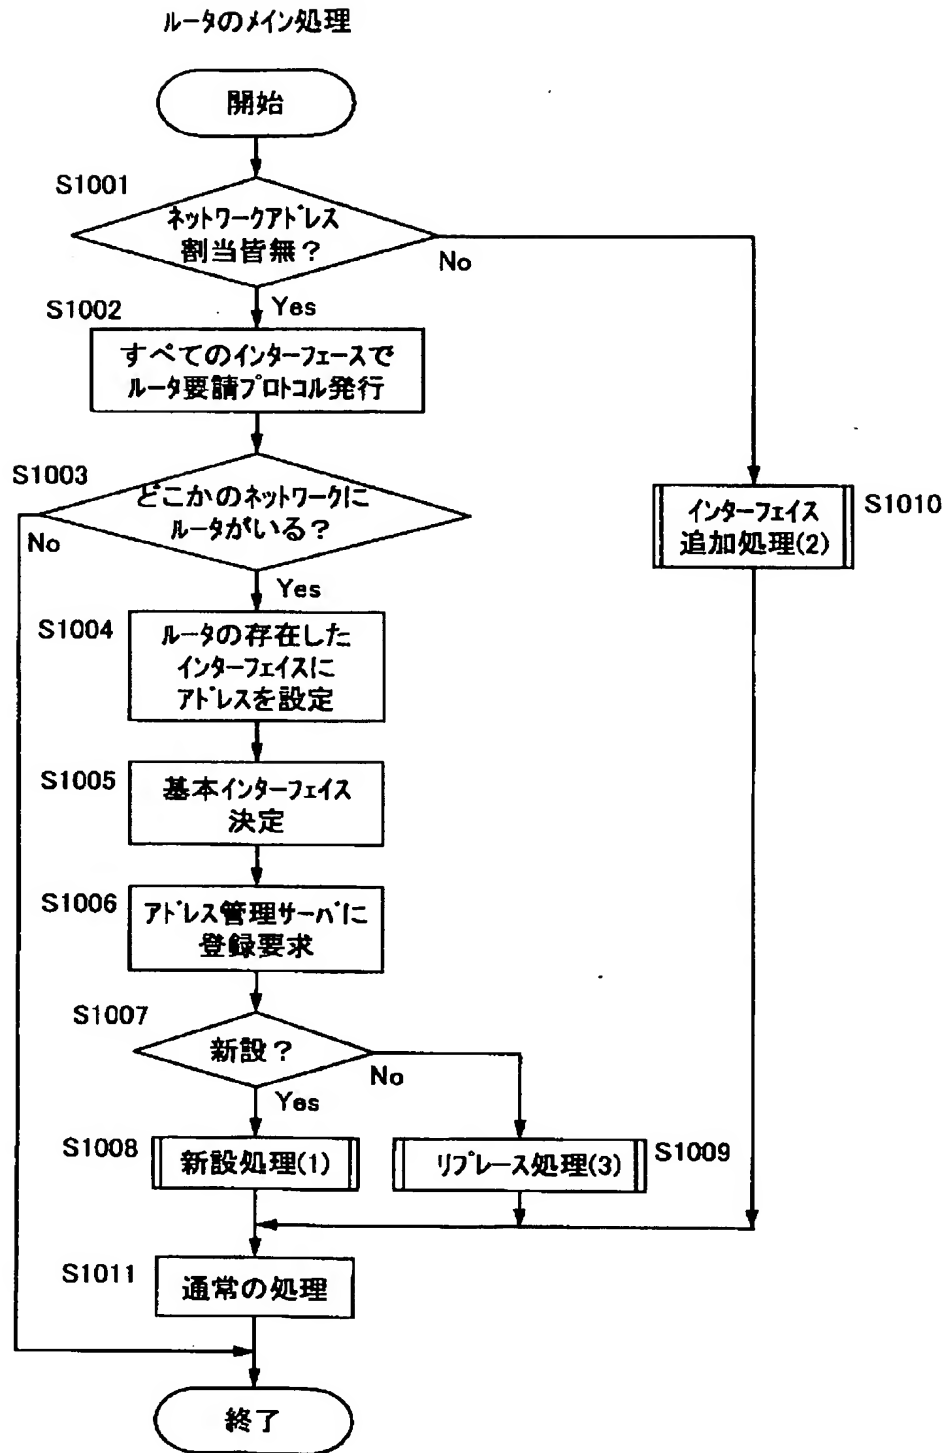 ルータのメイン処理
開始
S1001
ネットワークアドレス
割当皆無?
No
Yes
S1002
すべてのインターフェースで
ルータ要請プロトコル発行
S1003
どこかのネットワークに
ルータがいる?
No
Yes
インターフェイス
追加処理(2)
S1010
S1004
ルータの存在した
インターフェイスに
アドレスを設定
S1005
基本インターフェイス
決定
S1006
アドレス管理サーバに
登録要求
S1007
新設?
No
Yes
S1008
新設処理(1)
リプレース処理(3)
S1009
S1011
通常の処理
終了